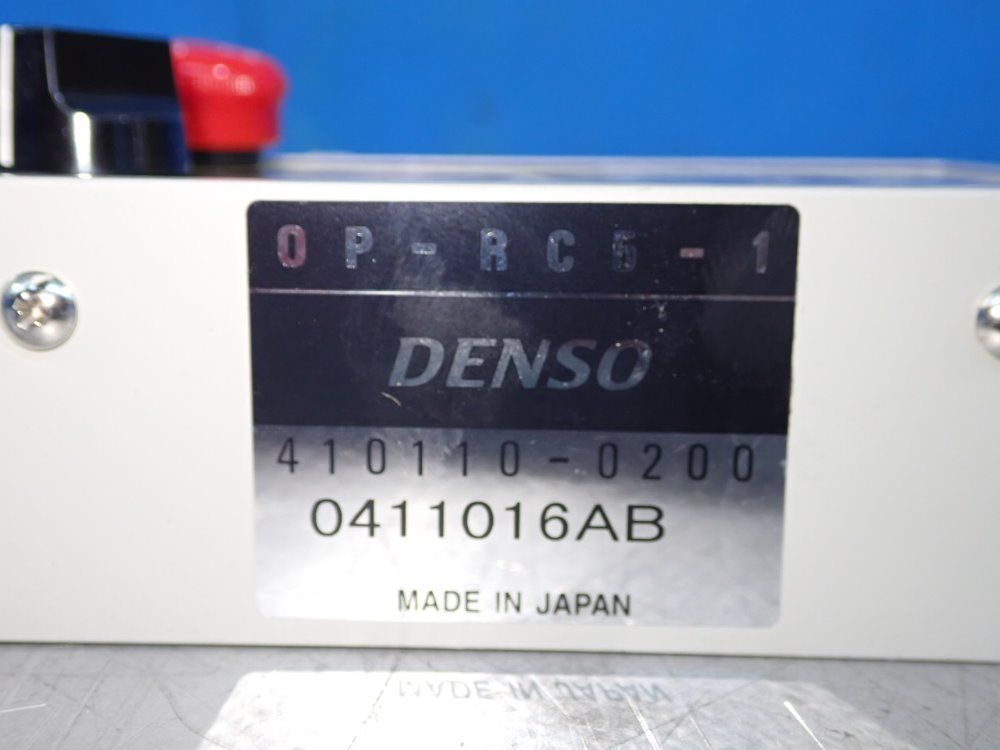 OP-RC5-1
DENSO
410110-0200
0411016AB
MADE IN JAPAN